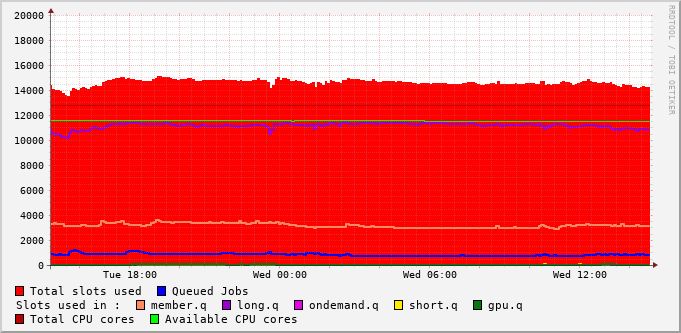 20000
18000
16000
14000
12000
10000
8000
6000
4000
2000
0
Tue 18:00 Wed 00:00 Wed 06:00 Wed 12:00
RRDTOOL / TOBI OETIKER
Total slots used Queued Jobs
Slots used in : member.q long.q ondemand.q short.q gpu.q
Total CPU cores Available CPU cores